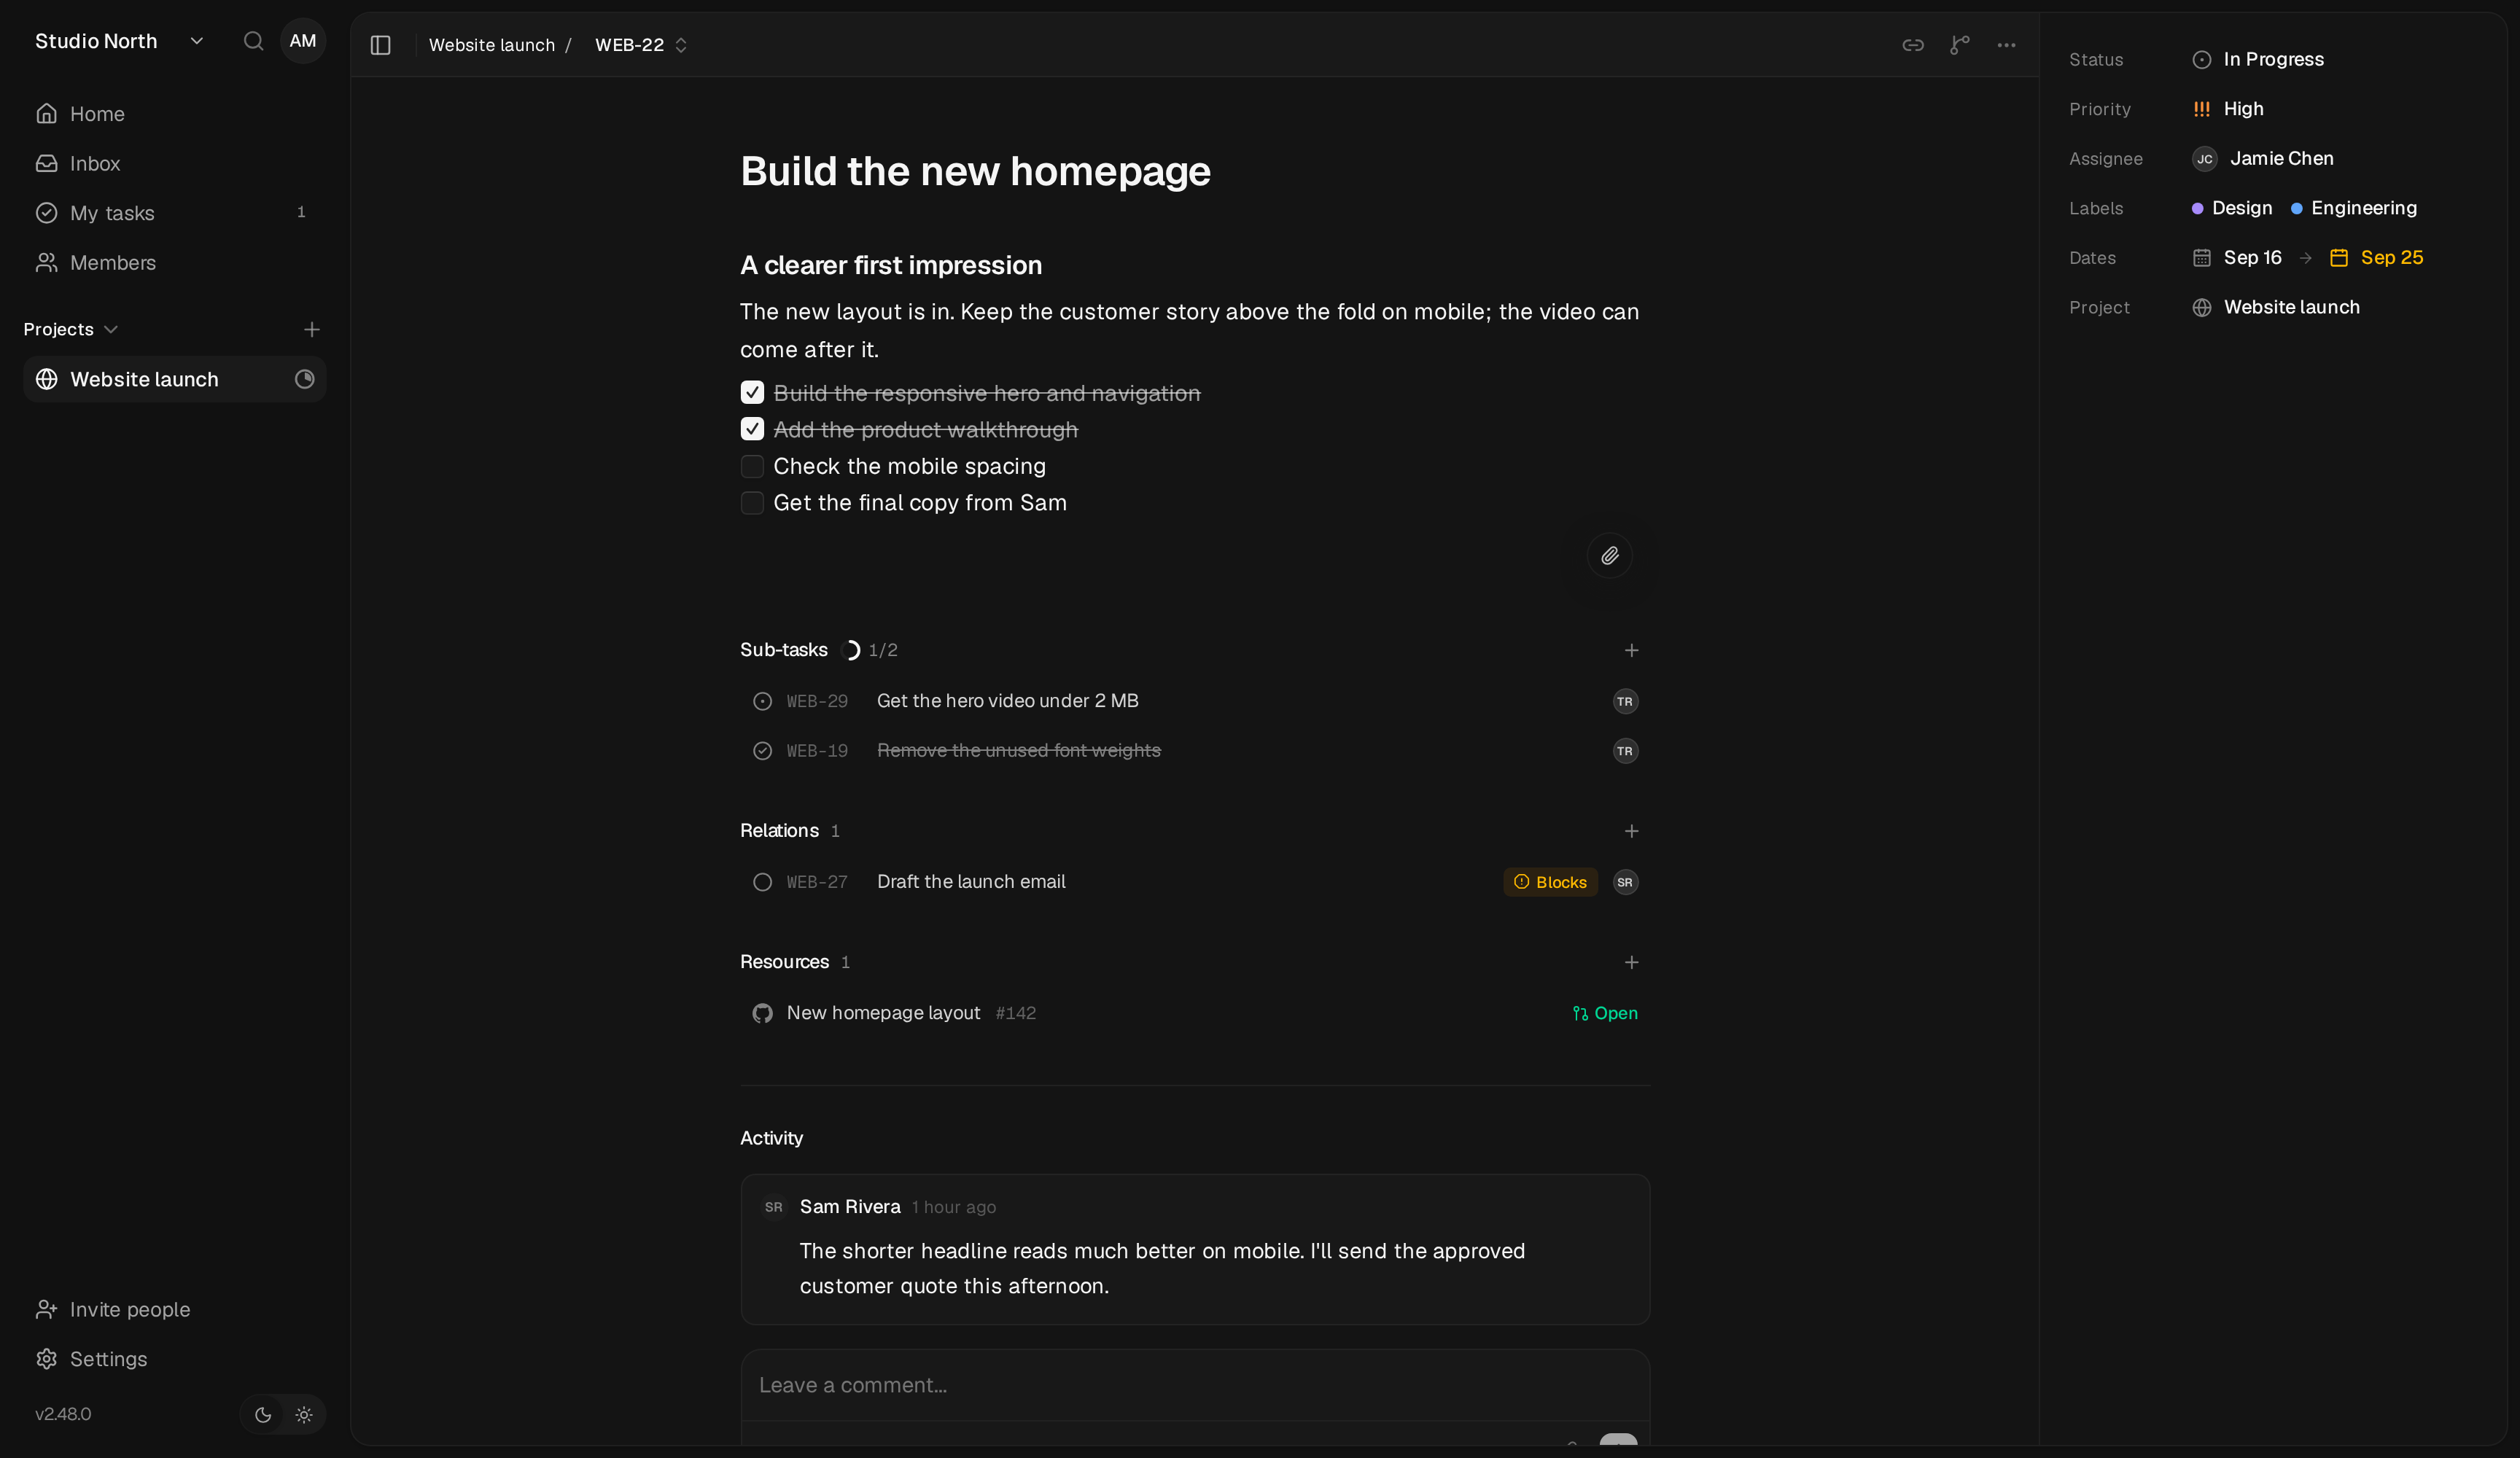 Studio North
AM
Home
Inbox
My tasks 1
Members
Projects
Website launch
Invite people
Settings
v2.48.0
Website launch / WEB-22
Build the new homepage
A clearer first impression
The new layout is in. Keep the customer story above the fold on mobile; the video can
come after it.
Build the responsive hero and navigation
Add the product walkthrough
Check the mobile spacing
Get the final copy from Sam
Sub-tasks 1/2
WEB-29 Get the hero video under 2 MB TR
WEB-19 Remove the unused font weights TR
Relations 1
WEB-27 Draft the launch email Blocks SR
Resources 1
New homepage layout #142 Open
Activity
SR Sam Rivera 1 hour ago
The shorter headline reads much better on mobile. I'll send the approved
customer quote this afternoon.
Leave a comment...
Status In Progress
Priority High
Assignee JC Jamie Chen
Labels Design Engineering
Dates Sep 16 → Sep 25
Project Website launch